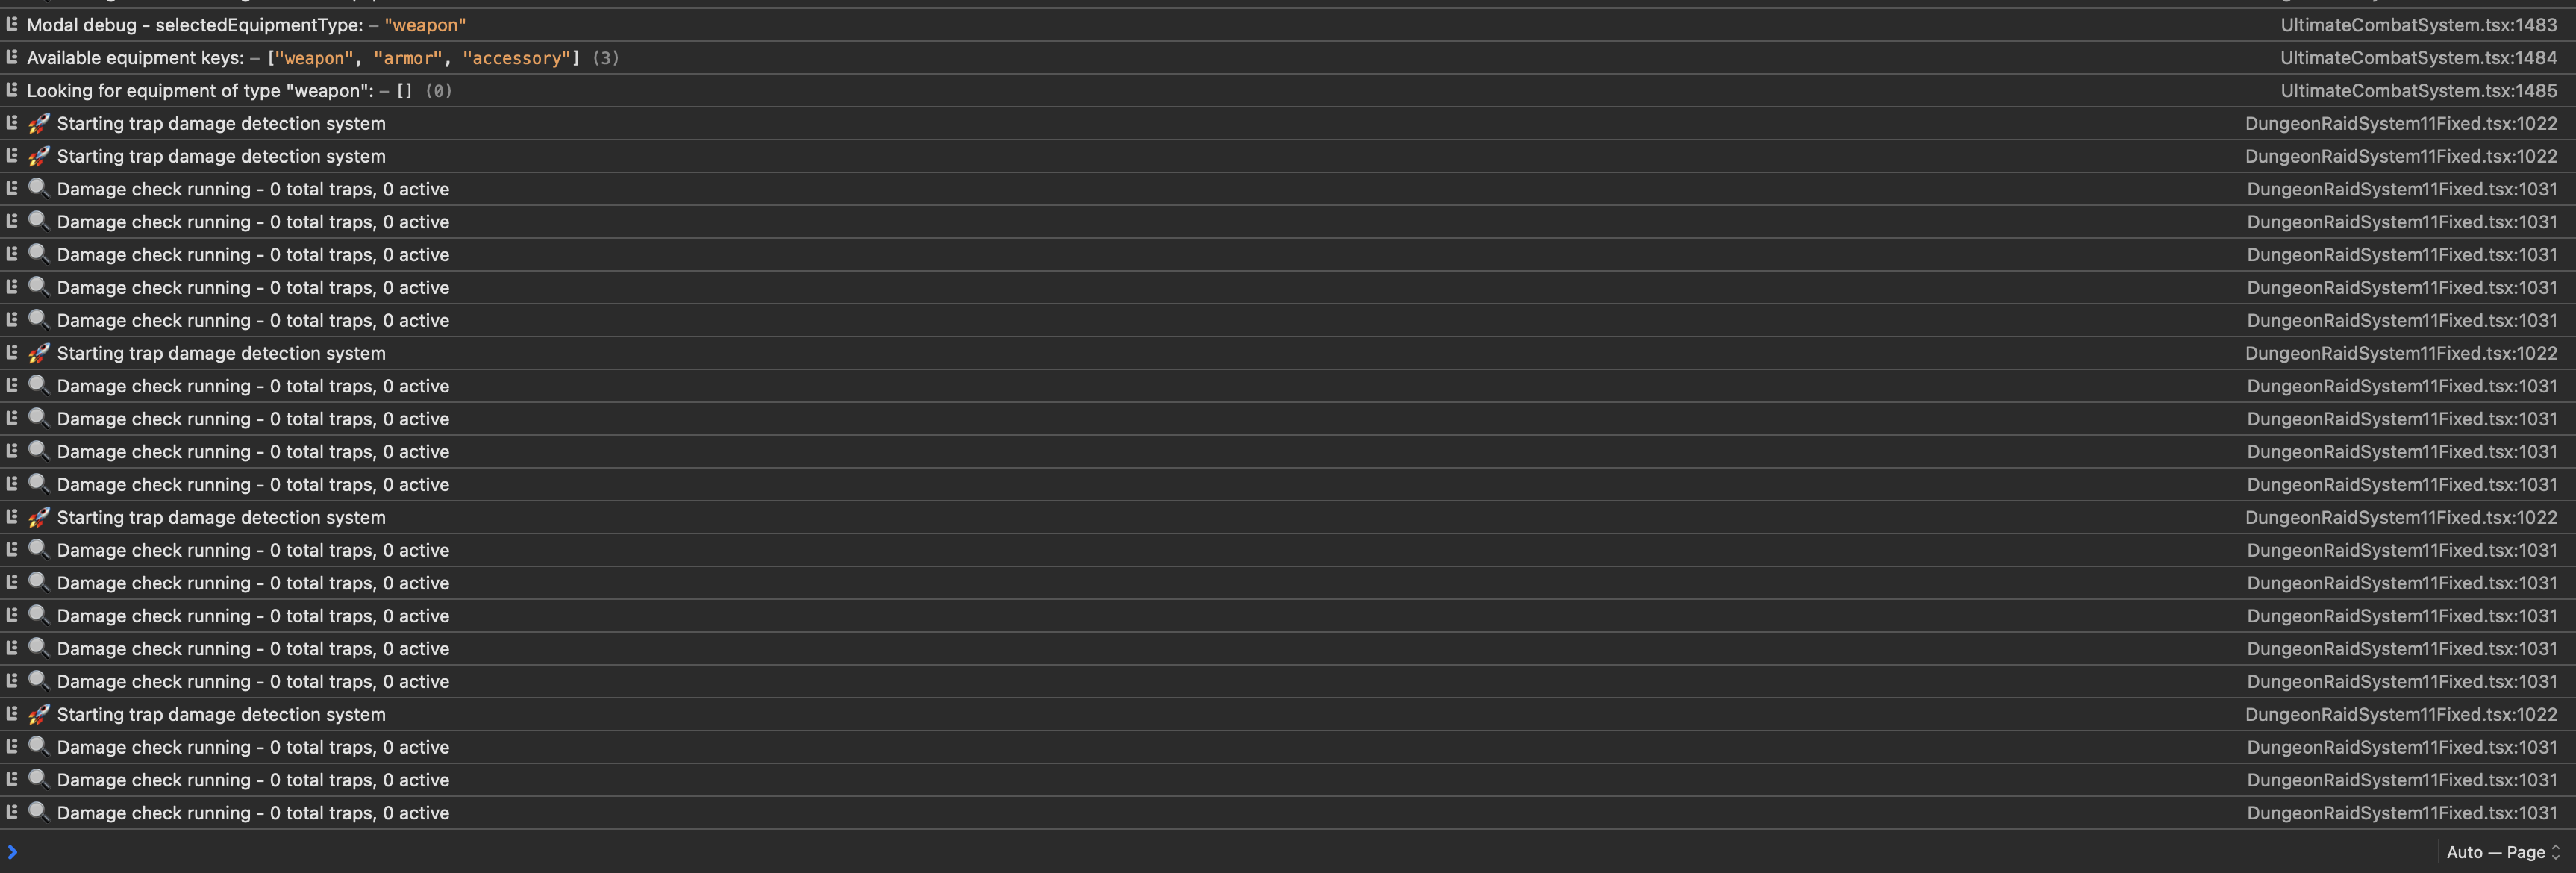 Modal debug - selectedEquipmentType: – "weapon" UltimateCombatSystem.tsx:1483
Available equipment keys: – ["weapon", "armor", "accessory"] (3) UltimateCombatSystem.tsx:1484
Looking for equipment of type "weapon": – [] (0) UltimateCombatSystem.tsx:1485
🚀 Starting trap damage detection system DungeonRaidSystem11Fixed.tsx:1022
🚀 Starting trap damage detection system DungeonRaidSystem11Fixed.tsx:1022
🔍 Damage check running - 0 total traps, 0 active DungeonRaidSystem11Fixed.tsx:1031
🔍 Damage check running - 0 total traps, 0 active DungeonRaidSystem11Fixed.tsx:1031
🔍 Damage check running - 0 total traps, 0 active DungeonRaidSystem11Fixed.tsx:1031
🔍 Damage check running - 0 total traps, 0 active DungeonRaidSystem11Fixed.tsx:1031
🔍 Damage check running - 0 total traps, 0 active DungeonRaidSystem11Fixed.tsx:1031
🚀 Starting trap damage detection system DungeonRaidSystem11Fixed.tsx:1022
🔍 Damage check running - 0 total traps, 0 active DungeonRaidSystem11Fixed.tsx:1031
🔍 Damage check running - 0 total traps, 0 active DungeonRaidSystem11Fixed.tsx:1031
🔍 Damage check running - 0 total traps, 0 active DungeonRaidSystem11Fixed.tsx:1031
🔍 Damage check running - 0 total traps, 0 active DungeonRaidSystem11Fixed.tsx:1031
🚀 Starting trap damage detection system DungeonRaidSystem11Fixed.tsx:1022
🔍 Damage check running - 0 total traps, 0 active DungeonRaidSystem11Fixed.tsx:1031
🔍 Damage check running - 0 total traps, 0 active DungeonRaidSystem11Fixed.tsx:1031
🔍 Damage check running - 0 total traps, 0 active DungeonRaidSystem11Fixed.tsx:1031
🔍 Damage check running - 0 total traps, 0 active DungeonRaidSystem11Fixed.tsx:1031
🔍 Damage check running - 0 total traps, 0 active DungeonRaidSystem11Fixed.tsx:1031
🚀 Starting trap damage detection system DungeonRaidSystem11Fixed.tsx:1022
🔍 Damage check running - 0 total traps, 0 active DungeonRaidSystem11Fixed.tsx:1031
🔍 Damage check running - 0 total traps, 0 active DungeonRaidSystem11Fixed.tsx:1031
🔍 Damage check running - 0 total traps, 0 active DungeonRaidSystem11Fixed.tsx:1031
Auto — Page